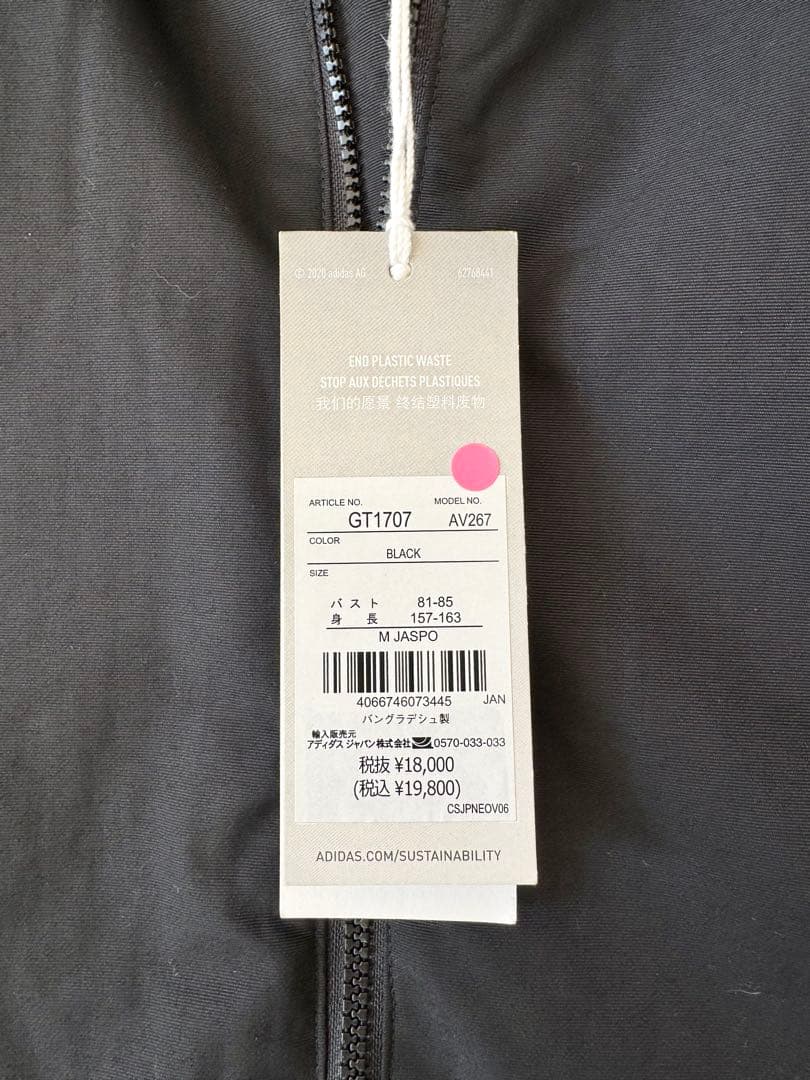 © 2020 adidas AG 62768441
END PLASTIC WASTE
STOP AUX DÉCHETS PLASTIQUES
我们的愿景 终结塑料废物
ARTICLE NO. MODEL NO.
GT1707 AV267
COLOR
BLACK
SIZE
バスト 81-85
身長 157-163
M JASPO
4066746073445 JAN
バングラデシュ製
輸入販売元
アディダス ジャパン株式会社 0570-033-033
税抜 ¥18,000
(税込 ¥19,800)
CSJPNEOV06
ADIDAS.COM/SUSTAINABILITY